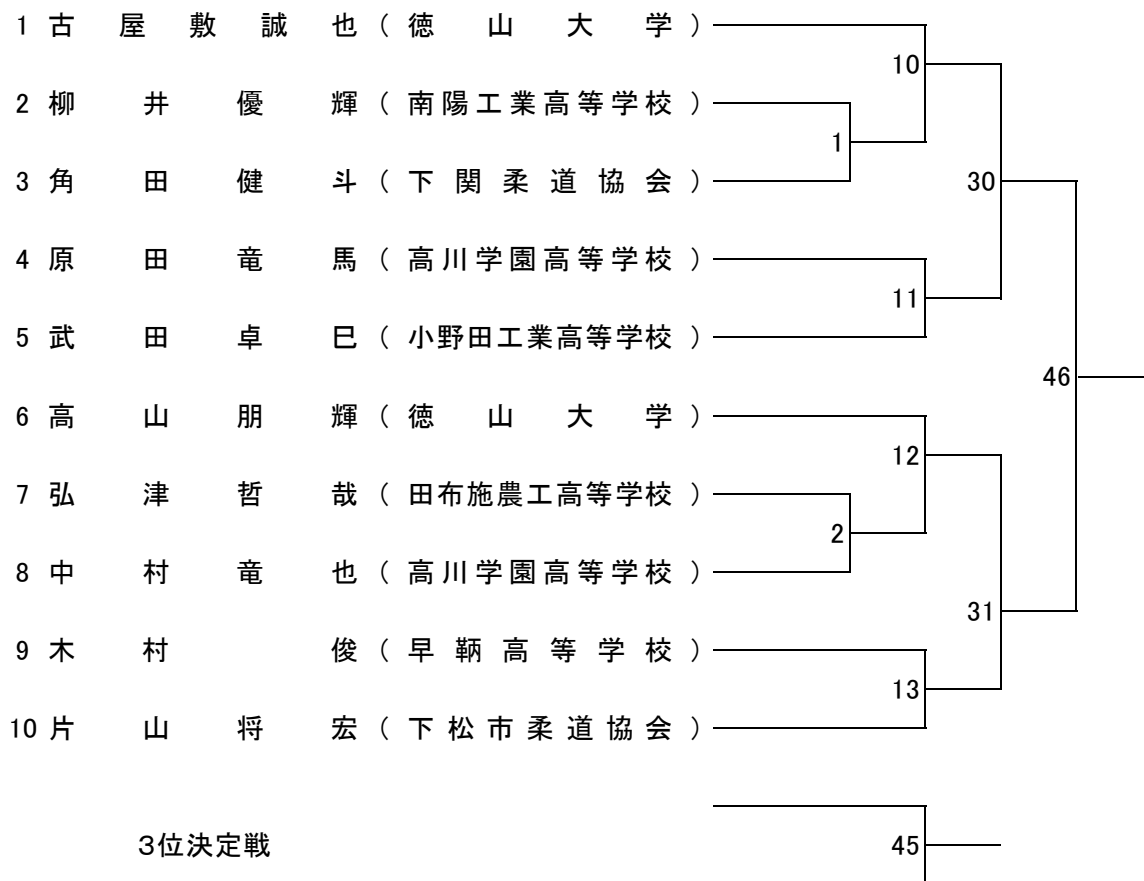 1 古屋敷誠也 ( 徳山大学 )
10
2 柳井優輝 ( 南陽工業高等学校 )
1
3 角田健斗 ( 下関柔道協会 )
30
4 原田竜馬 ( 高川学園高等学校 )
11
5 武田卓巳 ( 小野田工業高等学校 )
46
6 高山朋輝 ( 徳山大学 )
12
7 弘津哲哉 ( 田布施農工高等学校 )
2
8 中村竜也 ( 高川学園高等学校 )
31
9 木村俊 ( 早鞆高等学校 )
13
10 片山将宏 ( 下松市柔道協会 )
3位決定戦 45